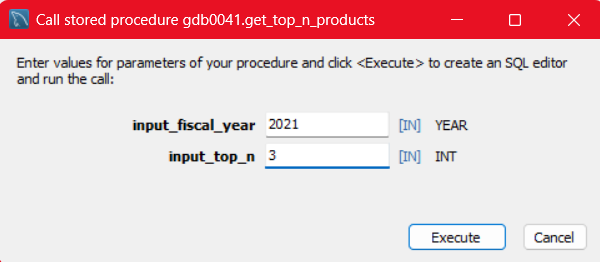 Call stored procedure gdb0041.get_top_n_products
Enter values for parameters of your procedure and click <Execute> to create an SQL editor
and run the call:
input_fiscal_year 2021 [IN] YEAR
input_top_n 3 [IN] INT
Execute Cancel